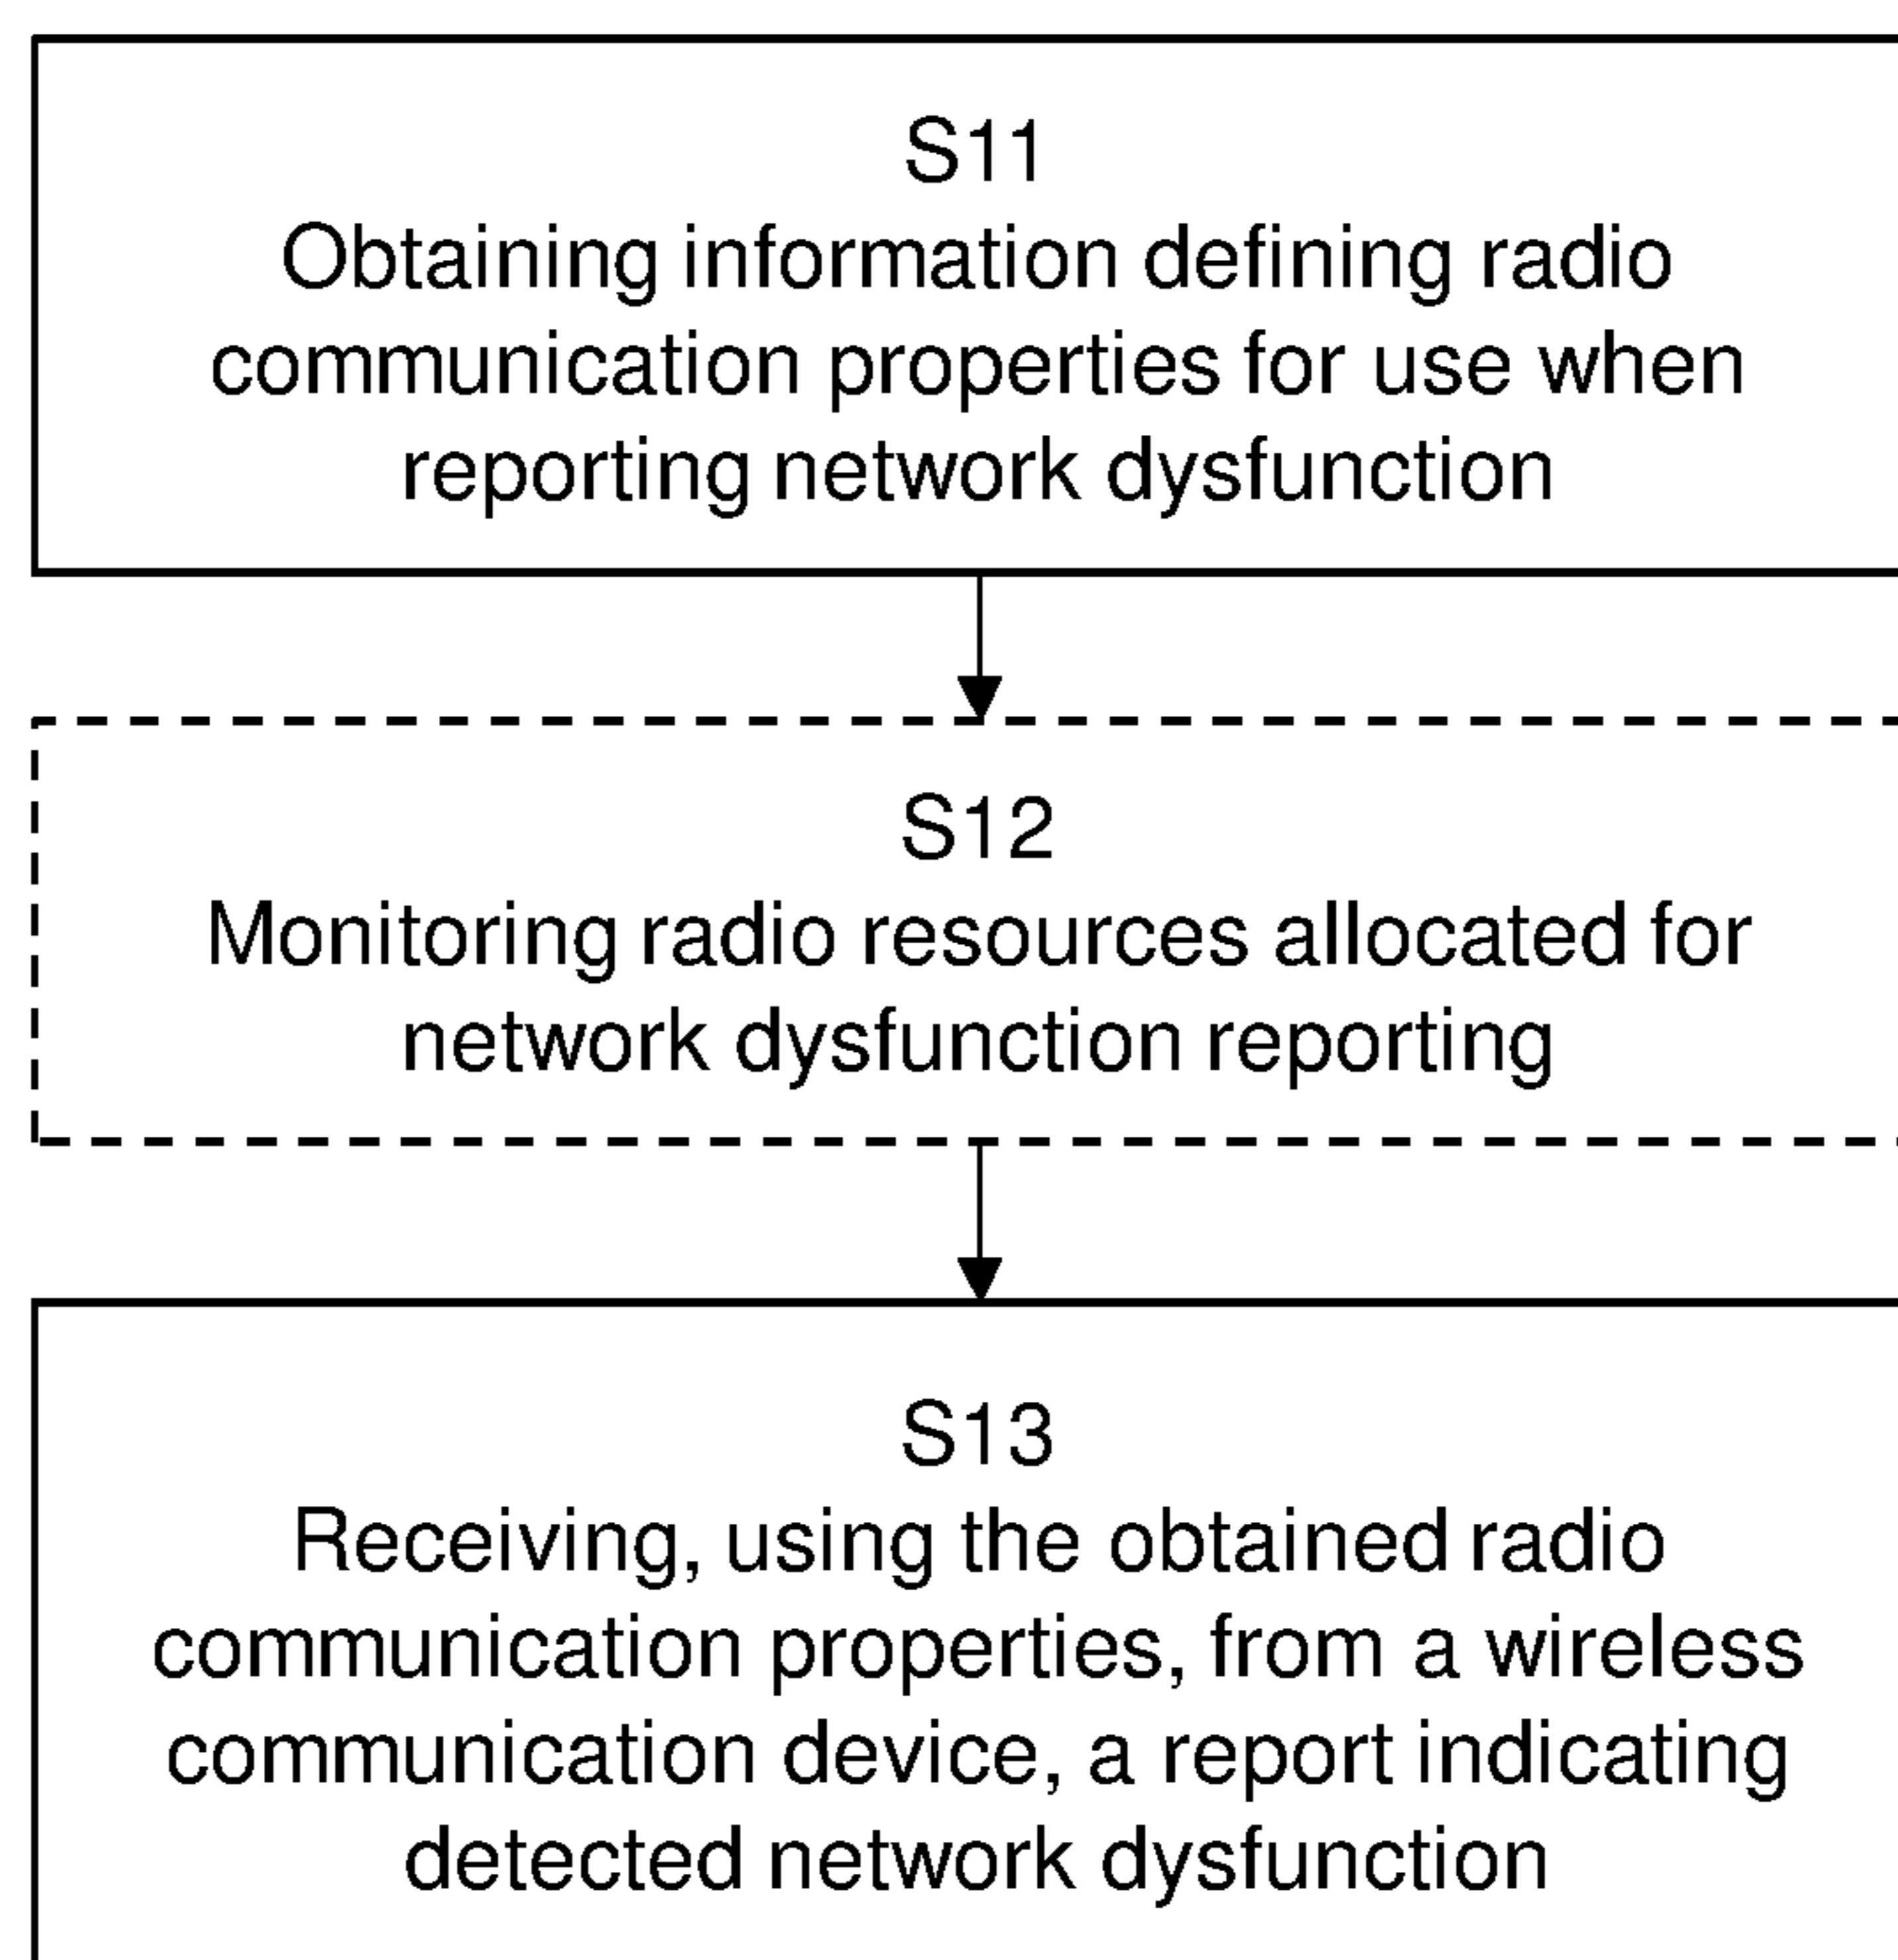 S11
Obtaining information defining radio
communication properties for use when
reporting network dysfunction
S12
Monitoring radio resources allocated for
network dysfunction reporting
S13
Receiving, using the obtained radio
communication properties, from a wireless
communication device, a report indicating
detected network dysfunction